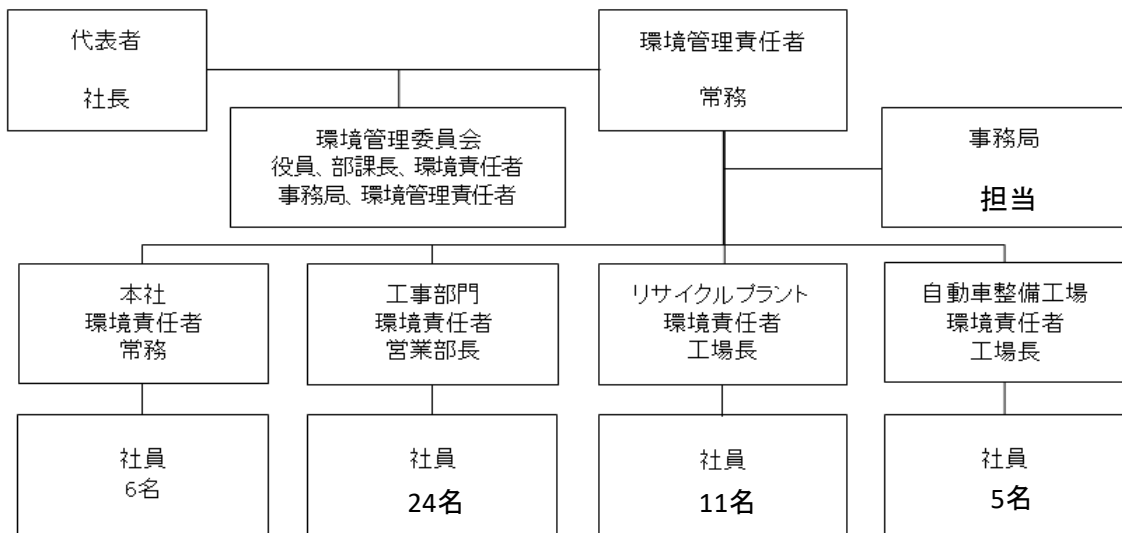 代表者
社長
環境管理責任者
常務
環境管理委員会
役員、部課長、環境責任者
事務局、環境管理責任者
事務局
担当
本社
環境責任者
常務
工事部門
環境責任者
営業部長
リサイクルプラント
環境責任者
工場長
自動車整備工場
環境責任者
工場長
社員
6名
社員
24名
社員
11名
社員
5名